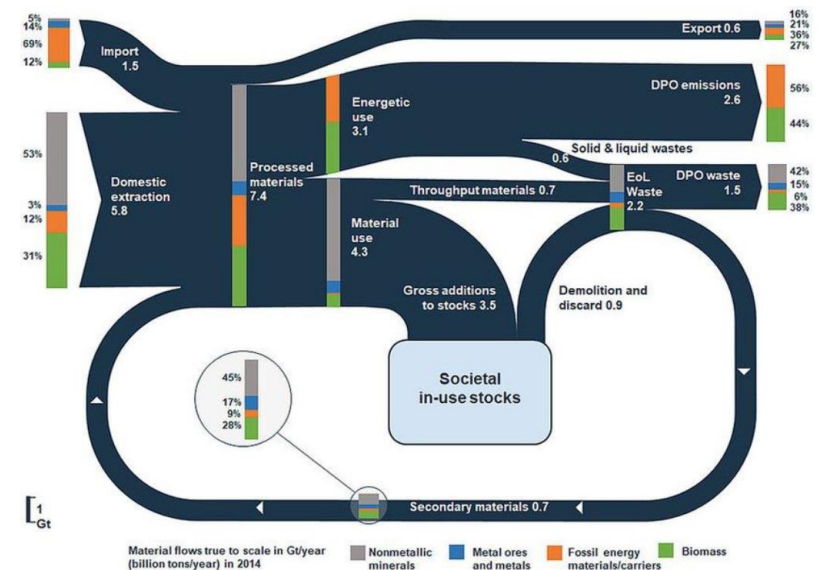 5%
14%
69%
12%
Import
1.5
16%
21%
36%
27%
Export 0.6
53%
3%
12%
31%
Domestic
extraction
5.8
Processed
materials
7.4
Energetic
use
3.1
DPO emissions
2.6
56%
44%
Solid & liquid wastes
0.6
Throughput materials 0.7
EoL
Waste
2.2
DPO waste
1.5
42%
15%
6%
38%
Material
use
4.3
Gross additions
to stocks 3.5
Demolition and
discard 0.9
Societal
in-use stocks
45%
17%
9%
28%
1
Gt
Secondary materials 0.7
Material flows true to scale in Gt/year
(billion tons/year) in 2014
Nonmetallic
minerals
Metal ores
and metals
Fossil energy
materials/carriers
Biomass